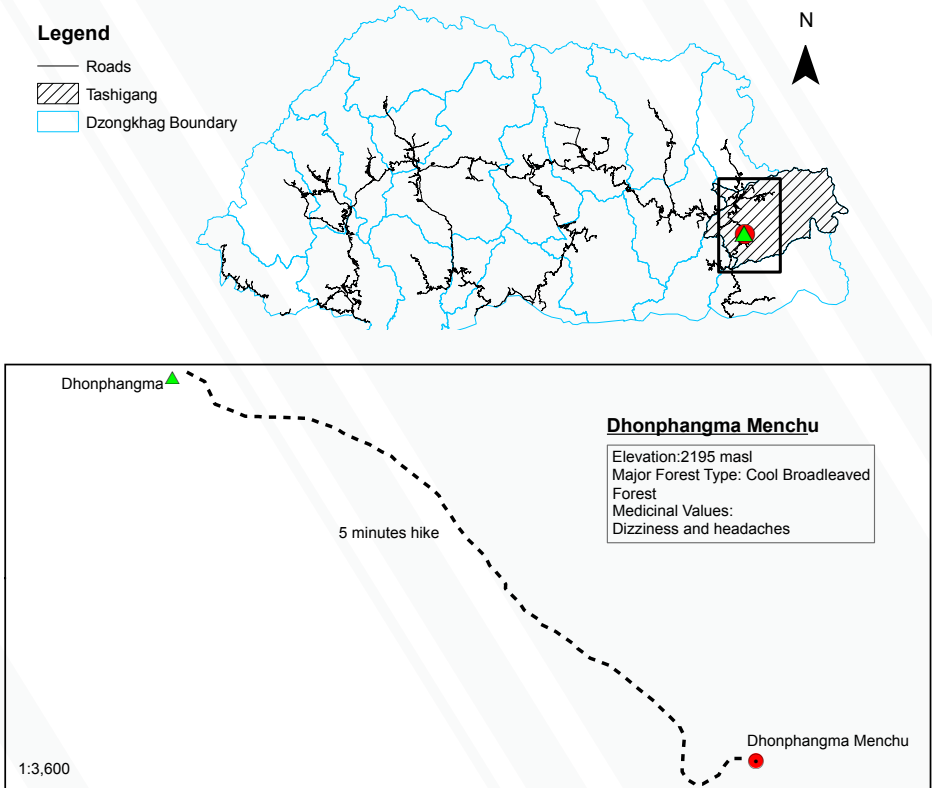 Legend
Roads
Tashigang
Dzongkhag Boundary
N
Dhonphangma
Dhonphangma Menchu
Elevation:2195 masl
Major Forest Type: Cool Broadleaved
Forest
Medicinal Values:
Dizziness and headaches
5 minutes hike
Dhonphangma Menchu
1:3,600